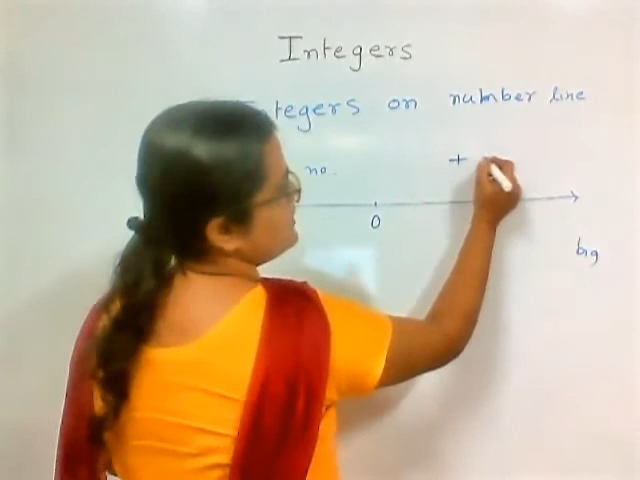 Integers
tegers on number line
no. +
0
big